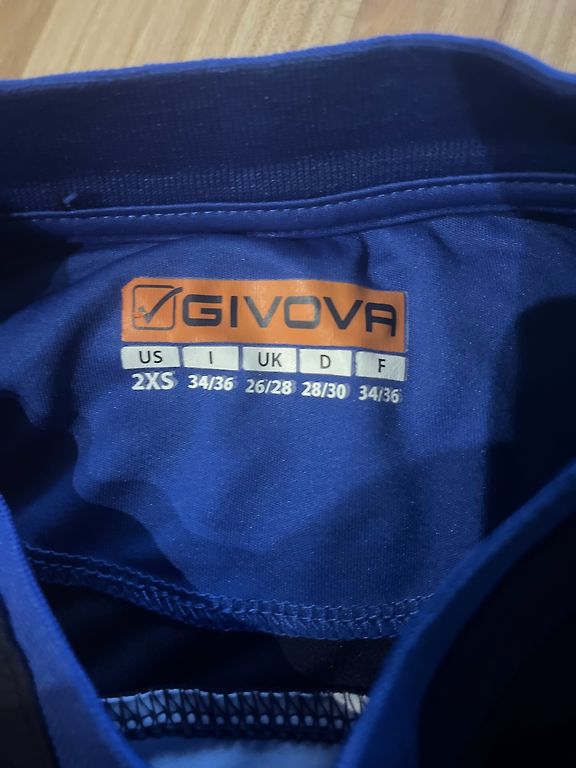 GIVOVA
US I UK D F
2XS 34/36 26/28 28/30 34/36